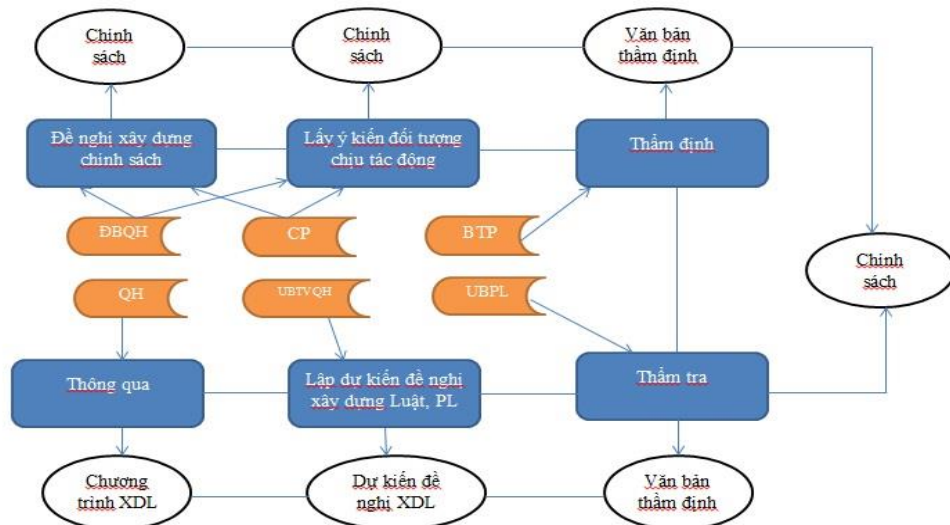 Chính
sách
Chính
sách
Văn bản
thẩm định
Đề nghị xây dựng
chính sách
Lấy ý kiến đối tượng
chịu tác động
Thẩm định
ĐBQH
CP
BTP
Chính
sách
QH
UBTVQH
UBPL
Thông qua
Lập dự kiến đề nghị
xây dựng Luật, PL
Thẩm tra
Chương
trình XDL
Dự kiến đề
nghị XDL
Văn bản
thẩm định